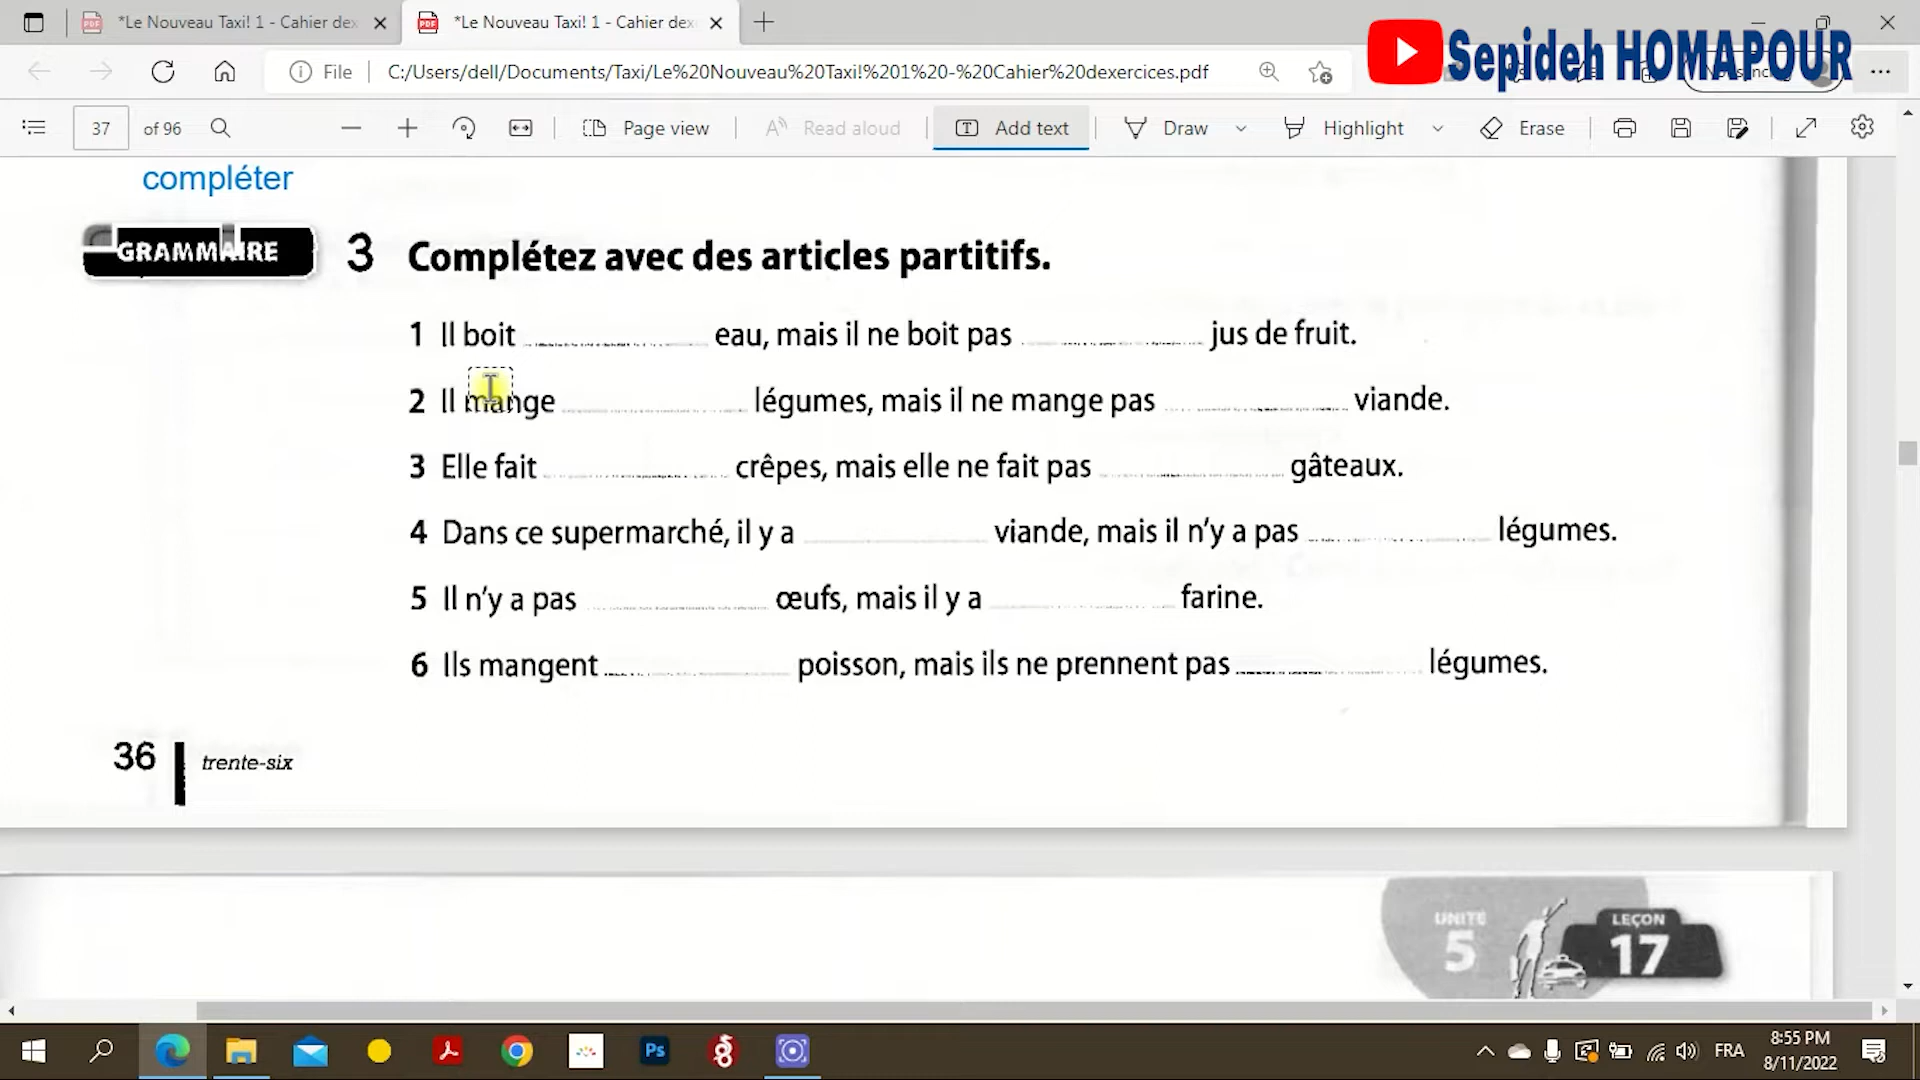 *Le Nouveau Taxi! 1 - Cahier dex
*Le Nouveau Taxi! 1 - Cahier dex
Sepideh HOMAPOUR
File
C:/Users/dell/Documents/Taxi/Le%20Nouveau%20Taxi!%201%20-%20Cahier%20dexercices.pdf
37 of 96
Page view
Read aloud
Add text
Draw
Highlight
Erase
compléter
GRAMMAIRE
3 Complétez avec des articles partitifs.
1 Il boit eau, mais il ne boit pas jus de fruit.
2 Il mange légumes, mais il ne mange pas viande.
3 Elle fait crêpes, mais elle ne fait pas gâteaux.
4 Dans ce supermarché, il y a viande, mais il n'y a pas légumes.
5 Il n'y a pas œufs, mais il y a farine.
6 Ils mangent poisson, mais ils ne prennent pas légumes.
36 trente-six
UNITÉ
5
LEÇON
17
Ps
FRA
8:55 PM
8/11/2022